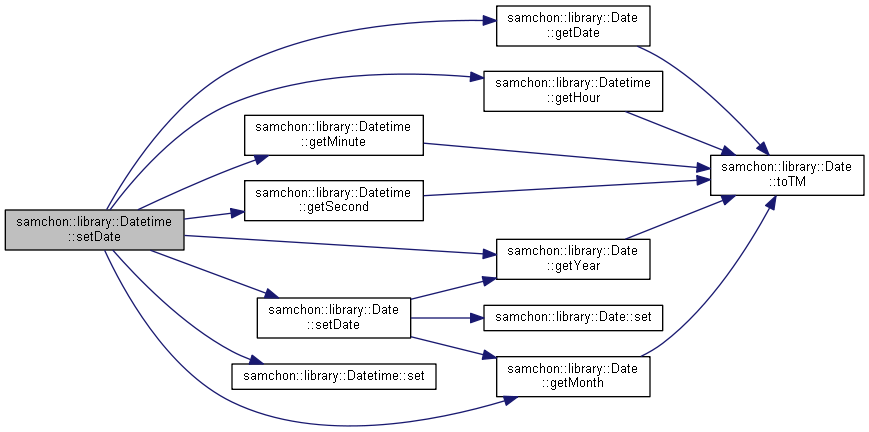 samchon::library::Date
::getDate
samchon::library::Datetime
::getHour
samchon::library::Datetime
::getMinute
samchon::library::Date
::toTM
samchon::library::Datetime
::getSecond
samchon::library::Datetime
::setDate
samchon::library::Date
::getYear
samchon::library::Date
::setDate
samchon::library::Date::set
samchon::library::Datetime::set
samchon::library::Date
::getMonth